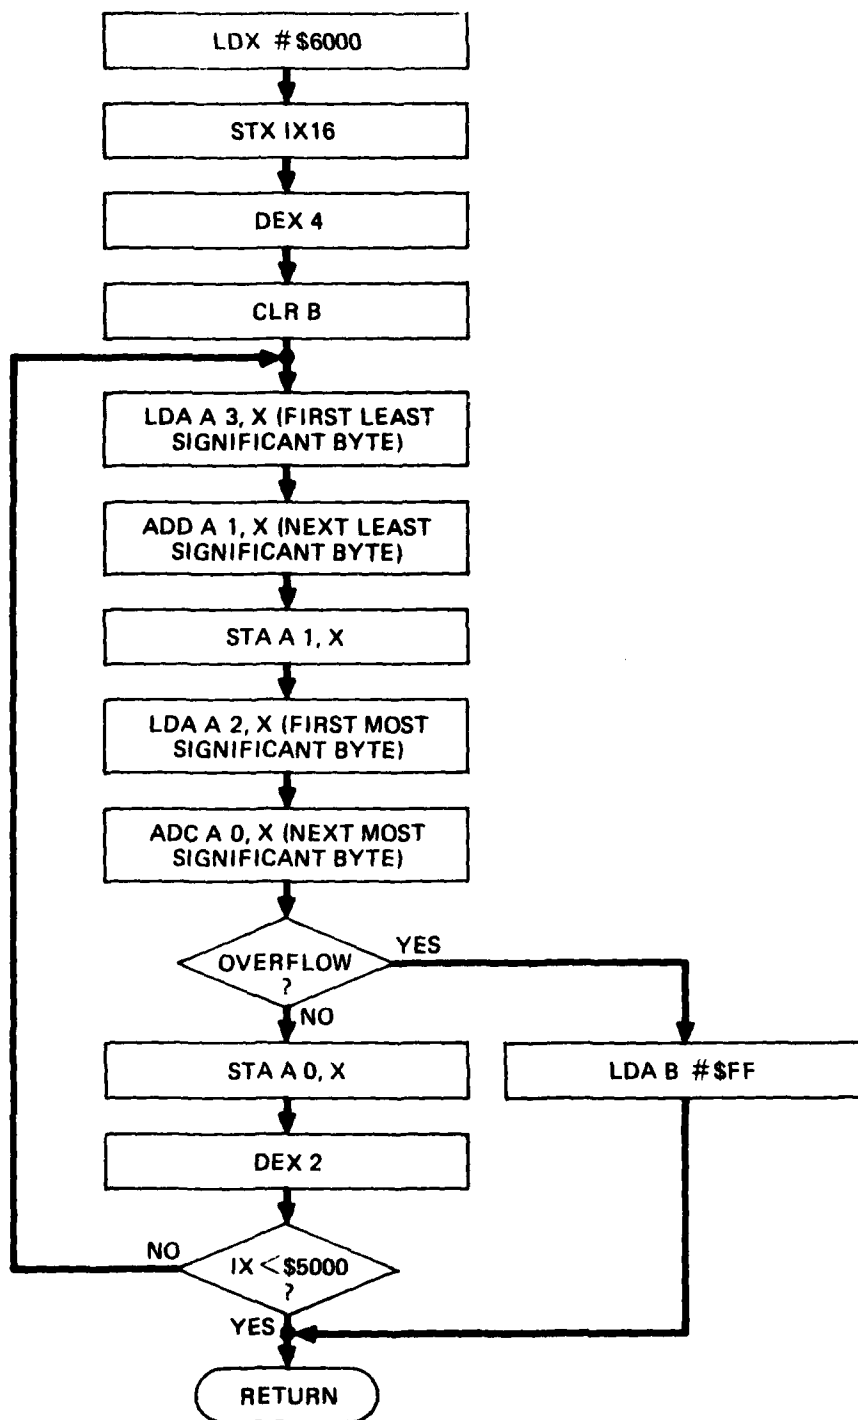 LDX #$6000
STX IX16
DEX 4
CLR B
LDA A 3, X (FIRST LEAST
SIGNIFICANT BYTE)
ADD A 1, X (NEXT LEAST
SIGNIFICANT BYTE)
STA A 1, X
LDA A 2, X (FIRST MOST
SIGNIFICANT BYTE)
ADC A 0, X (NEXT MOST
SIGNIFICANT BYTE)
OVERFLOW
?
YES
NO
STA A 0, X
LDA B #$FF
DEX 2
IX < $5000
?
NO
YES
RETURN